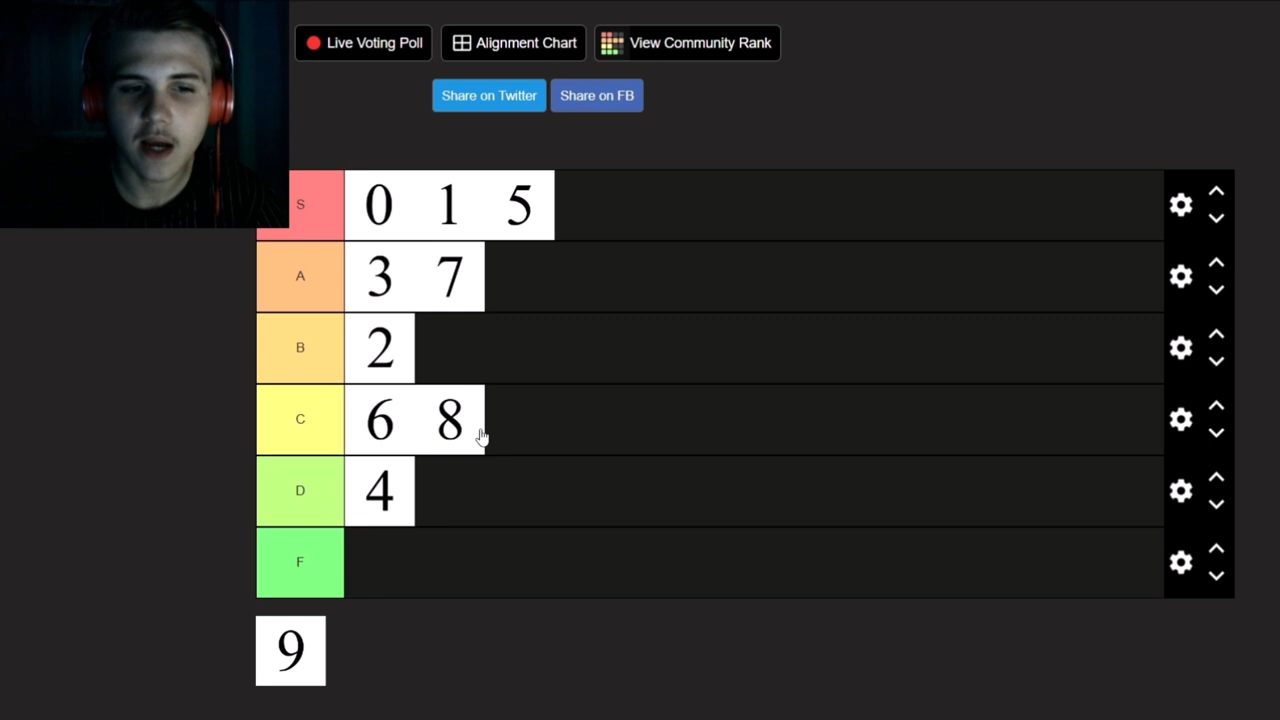 Live Voting Poll Alignment Chart View Community Rank
Share on Twitter Share on FB
S 0 1 5
A 3 7
B 2
C 6 8
D 4
F
9